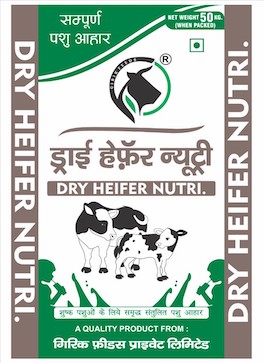 सम्पूर्ण
पशु आहार
NET WEIGHT 50 KG.
(WHEN PACKED)
®
ड्राई हेफ़ॅर न्यूट्री
DRY HEIFER NUTRI.
DRY HEIFER NUTRI.
DRY HEIFER NUTRI.
शुष्क पशुओं के लिये समृद्ध संतुलित पशु आहार
A QUALITY PRODUCT FROM :
गिरिक फ़ीडस प्राइवेट लिमिटेड